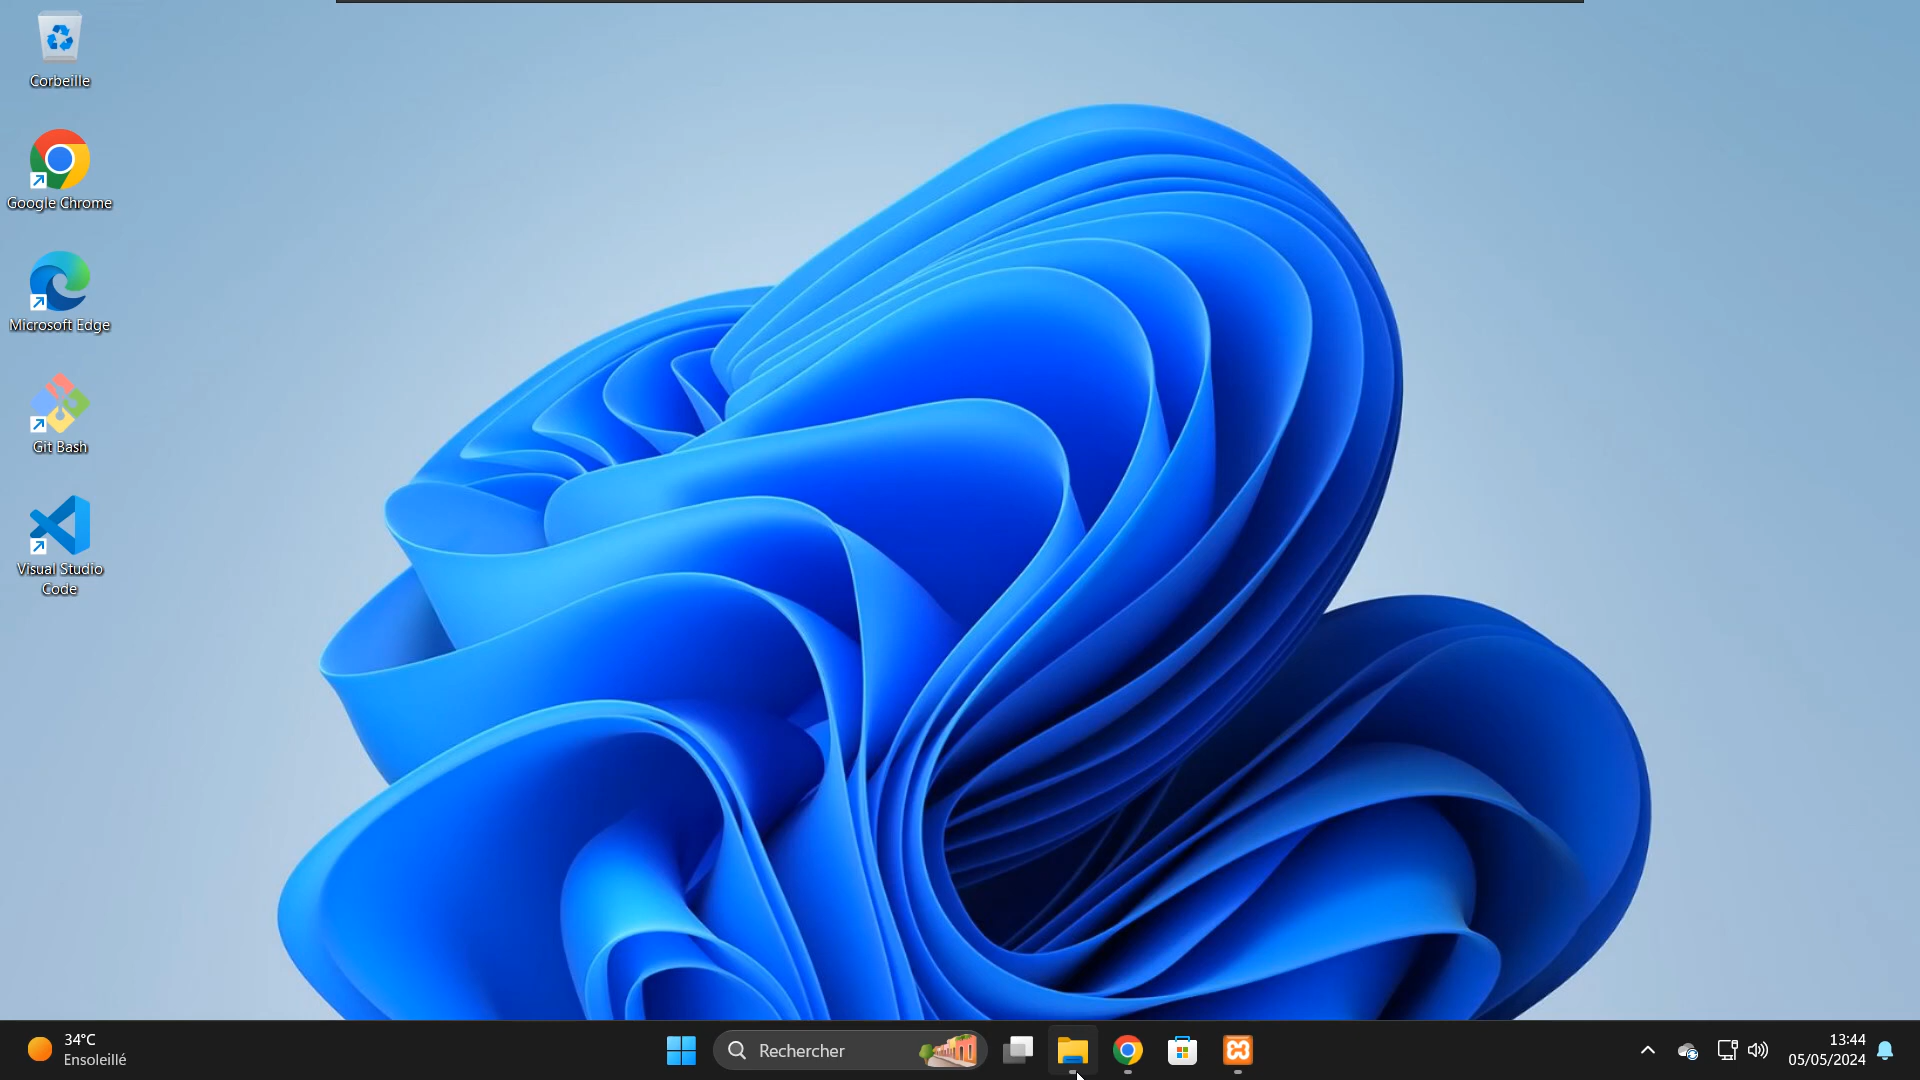 Corbeille
Google Chrome
Microsoft Edge
Git Bash
Visual Studio
Code
34°C
Ensoleillé
Rechercher
13:44
05/05/2024